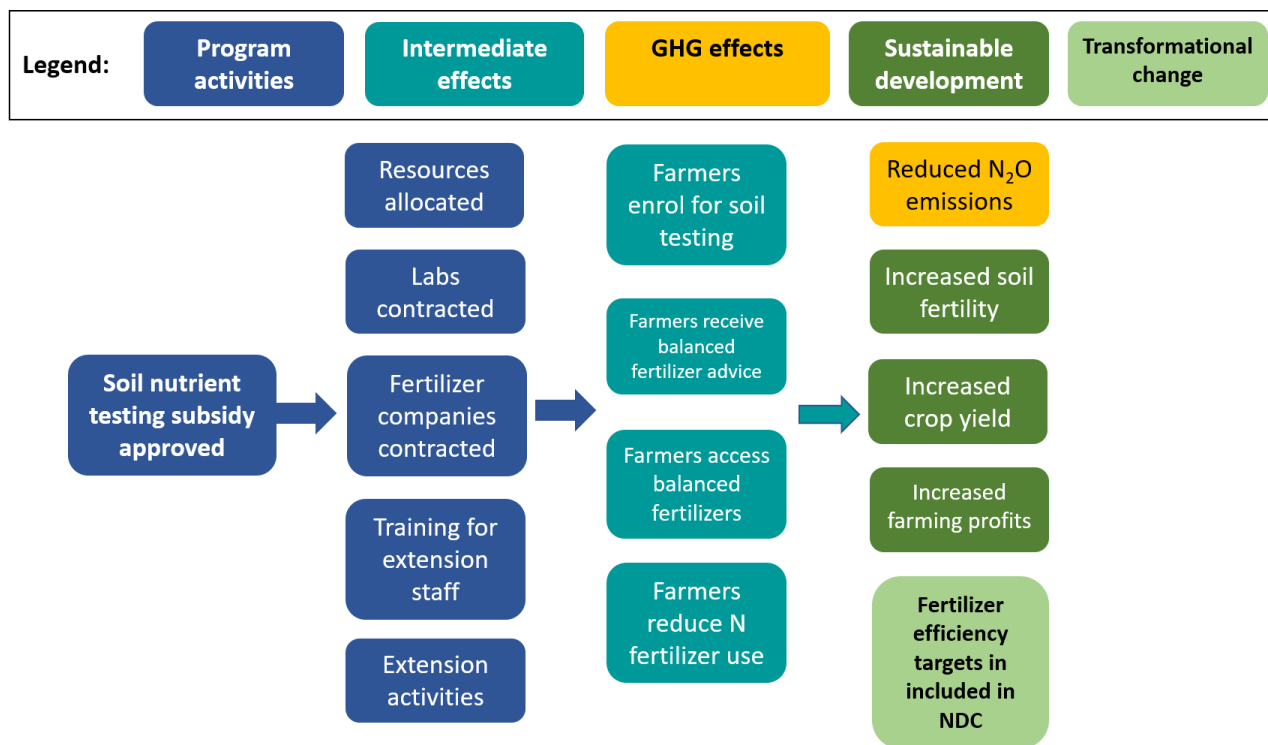 Legend:
Program
activities
Intermediate
effects
GHG effects
Sustainable
development
Transformational
change
Soil nutrient
testing subsidy
approved
Resources
allocated
Labs
contracted
Fertilizer
companies
contracted
Training for
extension
staff
Extension
activities
Farmers
enrol for soil
testing
Farmers receive
balanced
fertilizer advice
Farmers access
balanced
fertilizers
Farmers
reduce N
fertilizer use
Reduced N₂O
emissions
Increased soil
fertility
Increased
crop yield
Increased
farming profits
Fertilizer
efficiency
targets in
included in
NDC